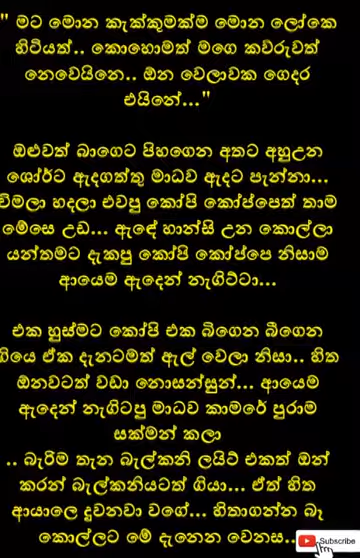 " මට මොන කැක්කුමක්ම මොන ලෝකෙ
හිටියත්.. කොහොමත් මගෙ කවරුවත්
නෙවෙයිනෙ.. ඔන වෙලාවක ගෙදර
එයිනේ..."
ඔළුවත් බාගෙට පිහගෙන අතට අහුඋන
ශෝර්ට ඇදගත්තු මාධව ඇදට පැන්නා...
විමලා හදලා එවපු කෝපි කෝප්පෙත් තාම
මේසෙ උඩ... ඇඳේ හාන්සි උන කොල්ලා
යන්තමට දැකපු කෝපි කෝප්පෙ නිසාම
ආයෙම ඇදෙන් නැගිට්ටා...
එක හුස්මට කෝපි එක බිගෙන බීගෙන
ගියෙ ඒක දැනටමත් ඇල් වෙලා නිසා.. හිත
ඔනවටත් වඩා නොසන්සුන්... ආයෙම
ඇදෙන් නැගිටපු මාධව කාමරේ පුරාම
සක්මන් කලා
.. බැරිම තැන බැල්කනි ලයිට් එකත් ඔන්
කරන් බැල්කනියටත් ගියා... ඒත් හිත
ආයාලෙ දුවනවා වගේ... හිතාගන්න බෑ
කොල්ලට මේ දැනෙන වෙනස..
Subscribe